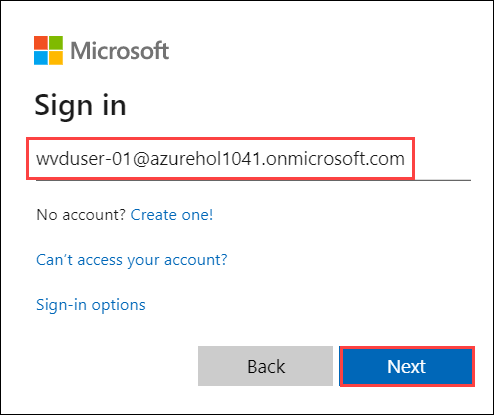 Microsoft
Sign in
wvduser-01@azurehol1041.onmicrosoft.com
No account? Create one!
Can't access your account?
Sign-in options
Back Next